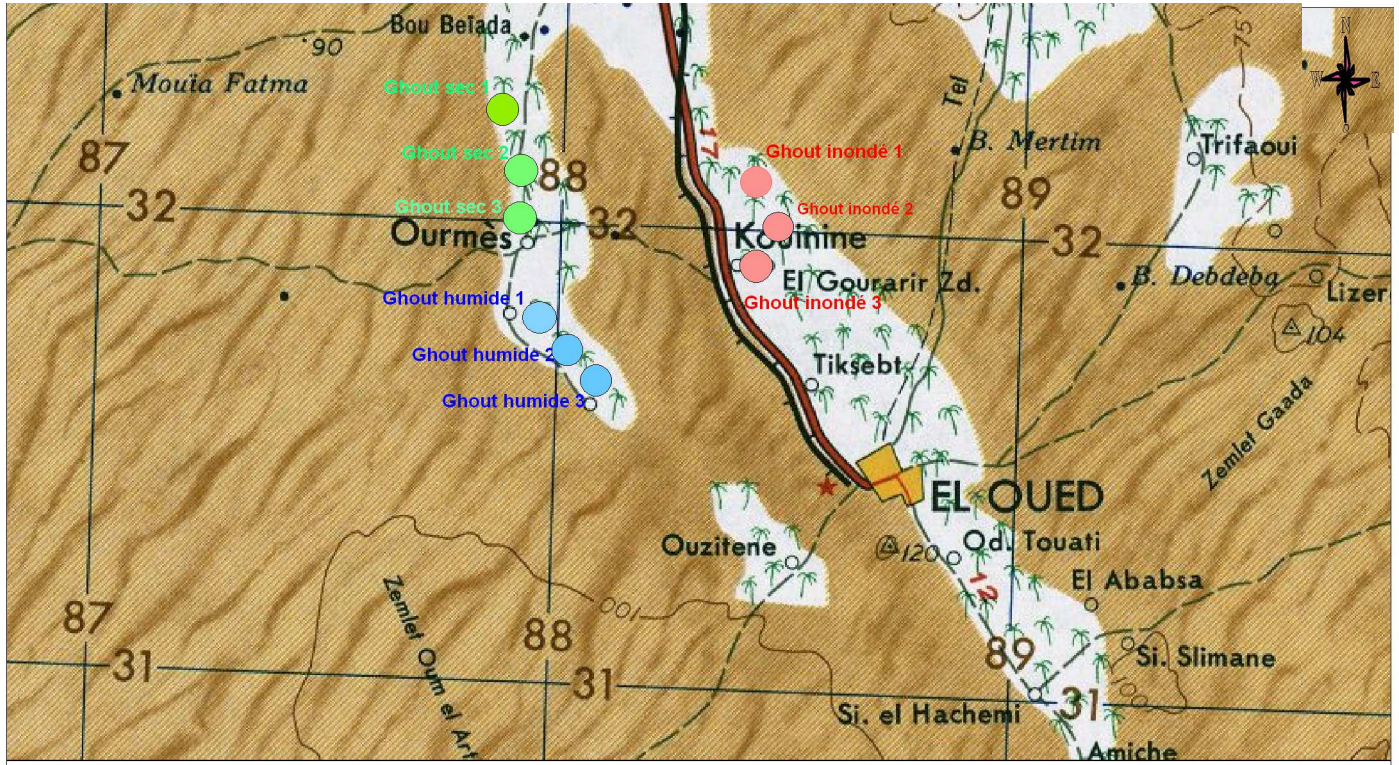 Bou Beïada
90
Mouïa Fatma
Ghout sec 1
75
N
W
E
Tel
17
B. Mertim
Trifaoui
Ghout inondé 1
Ghout sec 2
87
88
89
32
Ghout sec 3
32
Ghout inondé 2
32
Ourmès
Kouinine
El Gourarir Zd.
B. Debdeba
Lizer
Ghout humide 1
Ghout inondé 3
104
Ghout humide 2
Tiksebt
Ghout humide 3
Zemlet Gaada
EL OUED
Ouzitene
120
Od. Touati
12
El Ababsa
Zemlet Oum el Art
100
87
88
89
Si. Slimane
31
31
31
100
Si. el Hachemi
Amiche